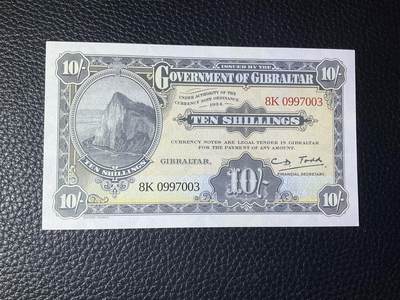 10/-
ISSUED BY THE
10/-
GOVERNMENT OF GIBRALTAR
UNDER AUTHORITY OF THE
CURRENCY NOTE ORDINANCE
1934.
8K 0997003
TEN SHILLINGS
CURRENCY NOTES ARE LEGAL TENDER IN GIBRALTAR
FOR THE PAYMENT OF ANY AMOUNT.
TEN SHILLINGS
GIBRALTAR,
C D Todd
FINANCIAL SECRETARY.
8K 0997003
10/-
10/-
10/-